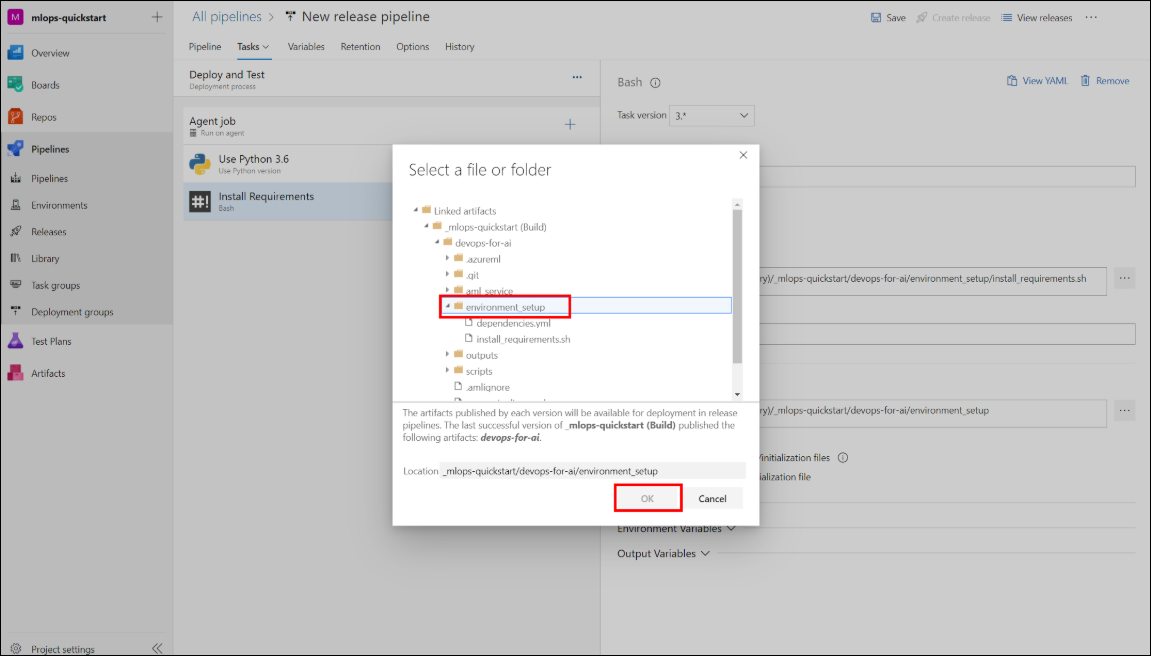 M mlops-quickstart
Overview
Boards
Repos
Pipelines
Pipelines
Environments
Releases
Library
Task groups
Deployment groups
Test Plans
Artifacts
Project settings
All pipelines > New release pipeline
Save Create release View releases ...
Pipeline Tasks Variables Retention Options History
Deploy and Test
Deployment process
Agent job
Run on agent
Use Python 3.6
Use Python version
#! Install Requirements
Bash
Bash
View YAML Remove
Task version 3.*
ry)/_mlops-quickstart/devops-for-ai/environment_setup/install_requirements.sh
ry)/_mlops-quickstart/devops-for-ai/environment_setup
/initialization files
ialization file
Environment Variables
Output Variables
Select a file or folder
Linked artifacts
_mlops-quickstart (Build)
devops-for-ai
.azureml
.git
aml_service
environment_setup
dependencies.yml
install_requirements.sh
outputs
scripts
.amlignore
The artifacts published by each version will be available for deployment in release
pipelines. The last successful version of _mlops-quickstart (Build) published the
following artifacts: devops-for-ai.
Location _mlops-quickstart/devops-for-ai/environment_setup
OK Cancel